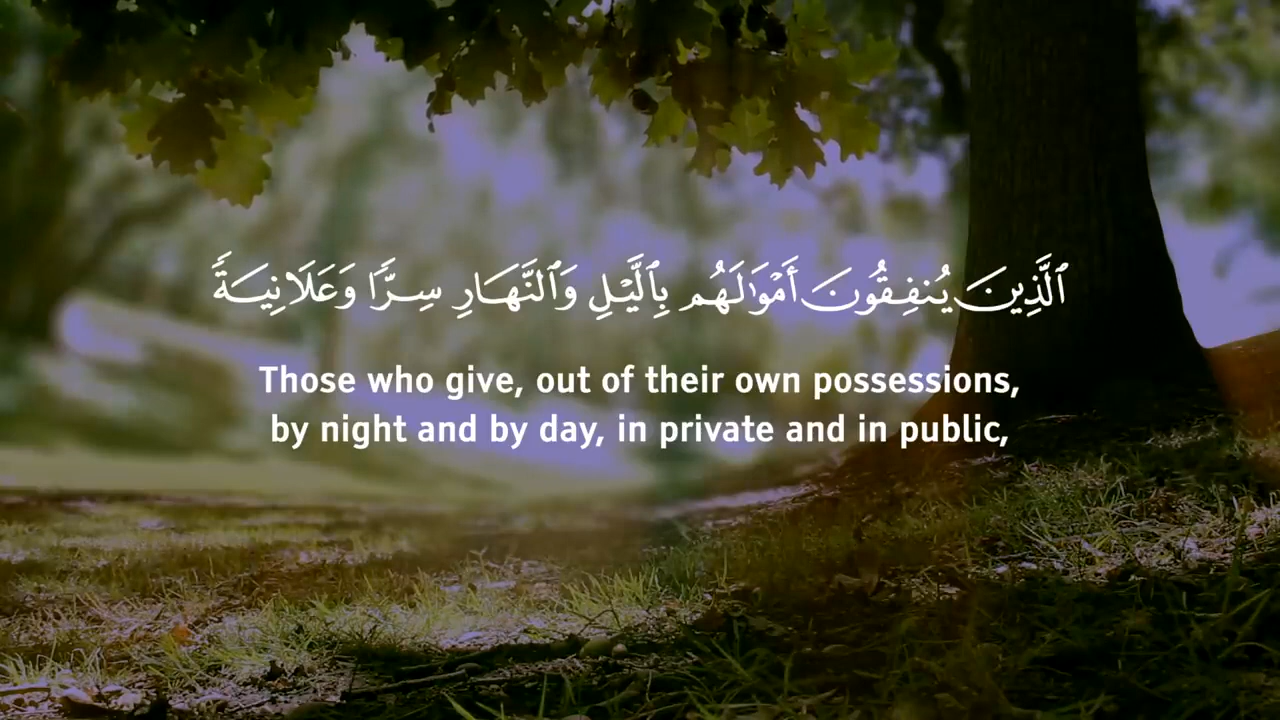 ٱلَّذِينَ يُنفِقُونَ أَمْوَٰلَهُم بِٱلَّيْلِ وَٱلنَّهَارِ سِرًّا وَعَلَانِيَةً
Those who give, out of their own possessions,
by night and by day, in private and in public,